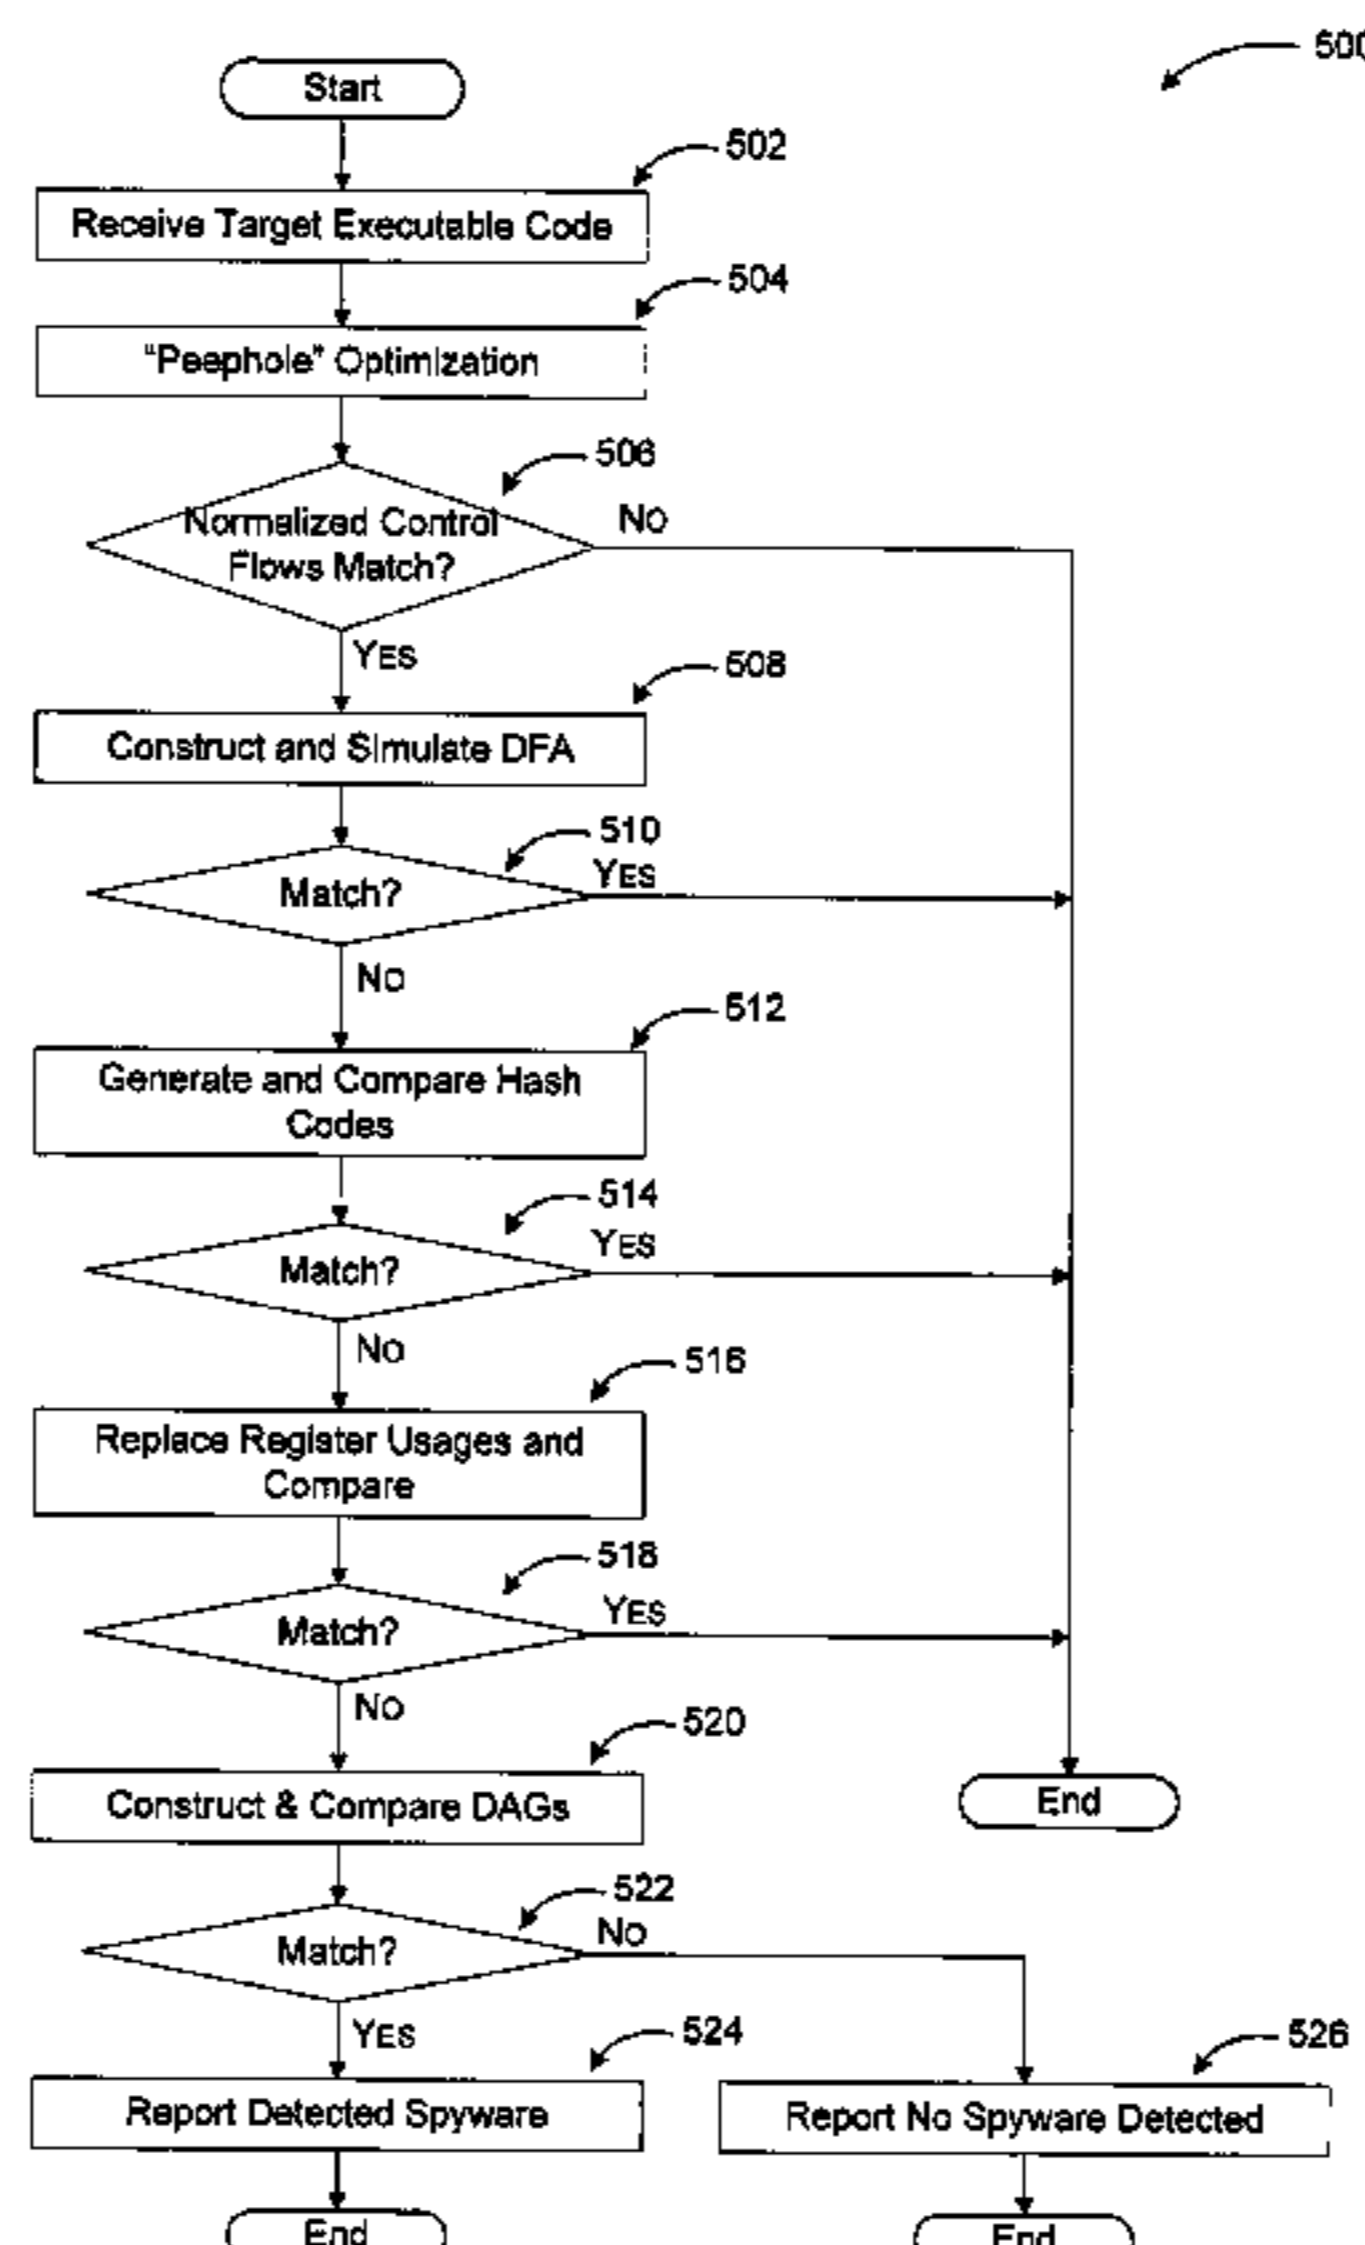 500
Start
502
Receive Target Executable Code
504
"Peephole" Optimization
506
Normalized Control
Flows Match?
NO
YES
508
Construct and Simulate DFA
510
Match?
YES
NO
512
Generate and Compare Hash
Codes
514
Match?
YES
NO
516
Replace Register Usages and
Compare
518
Match?
YES
NO
520
Construct & Compare DAGs
End
522
Match?
NO
YES
524
526
Report Detected Spyware
Report No Spyware Detected
End
End